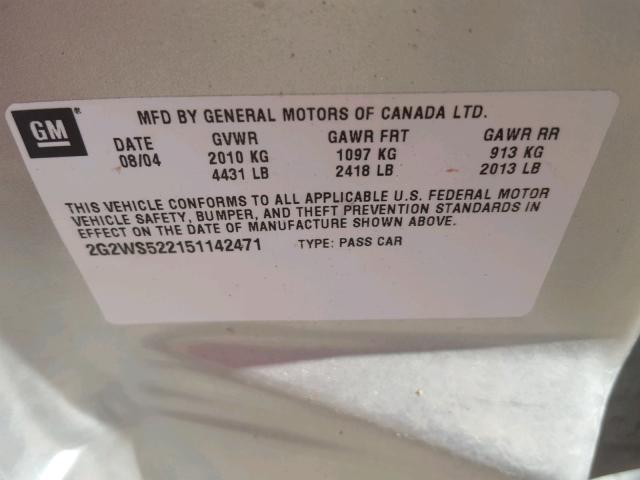 GM
MFD BY GENERAL MOTORS OF CANADA LTD.
DATE GVWR GAWR FRT GAWR RR
08/04 2010 KG 1097 KG 913 KG
4431 LB 2418 LB 2013 LB
THIS VEHICLE CONFORMS TO ALL APPLICABLE U.S. FEDERAL MOTOR
VEHICLE SAFETY, BUMPER, AND THEFT PREVENTION STANDARDS IN
EFFECT ON THE DATE OF MANUFACTURE SHOWN ABOVE.
2G2WS522151142471 TYPE: PASS CAR